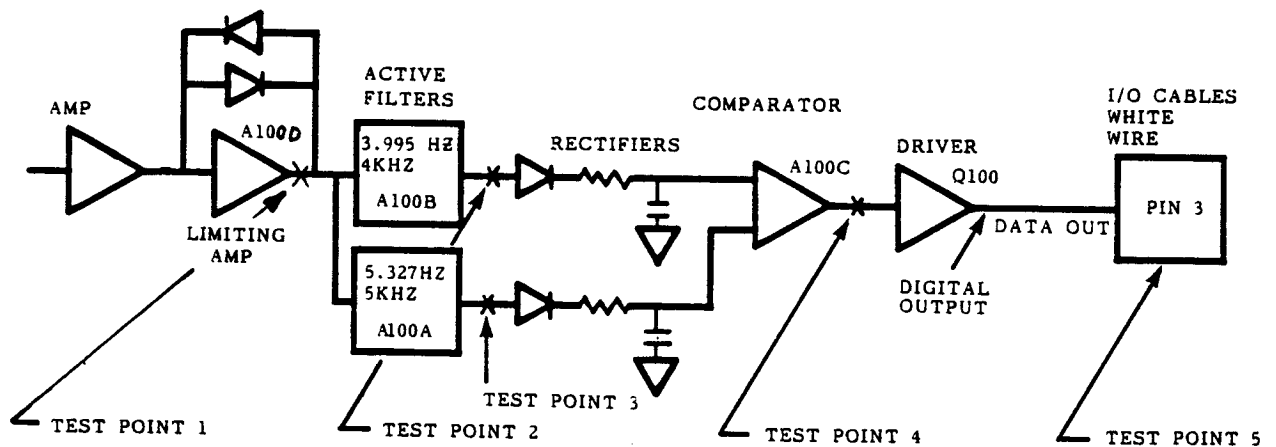 AMP
A100D
LIMITING
AMP
ACTIVE
FILTERS
3.995 HZ
4KHZ
A100B
5.327HZ
5KHZ
A100A
RECTIFIERS
COMPARATOR
A100C
DRIVER
Q100
DATA OUT
DIGITAL
OUTPUT
I/O CABLES
WHITE
WIRE
PIN 3
TEST POINT 1
TEST POINT 2
TEST POINT 3
TEST POINT 4
TEST POINT 5